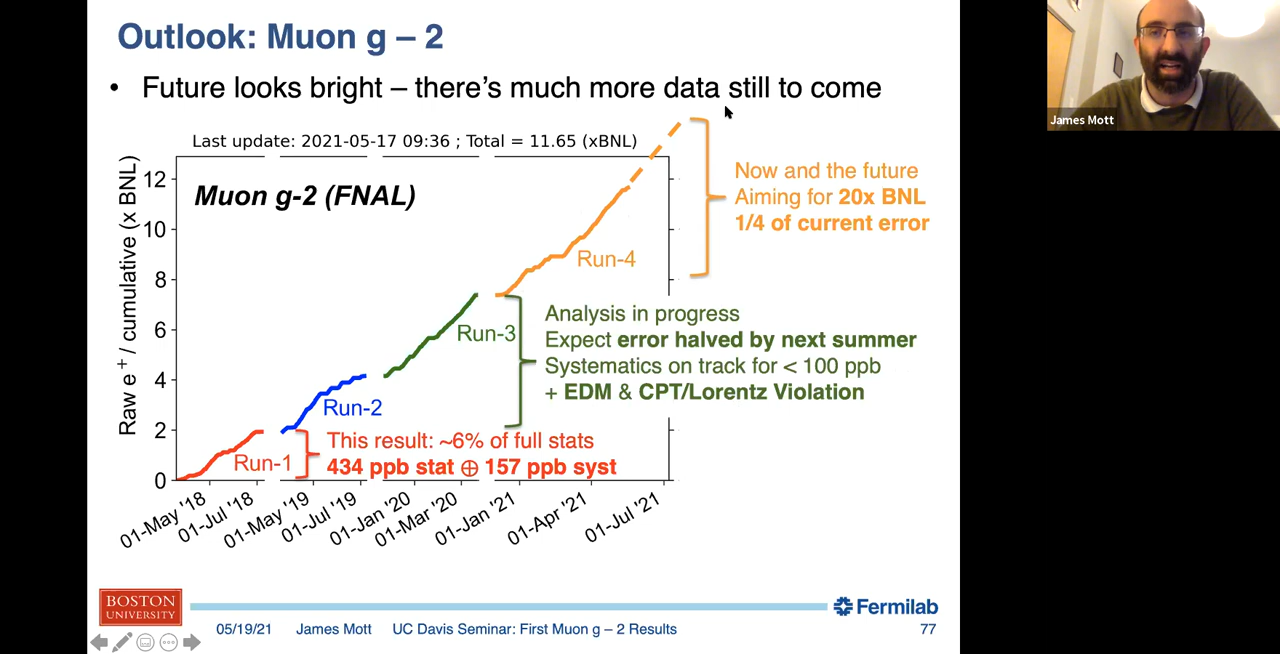 Outlook: Muon g – 2
• Future looks bright – there's much more data still to come
Last update: 2021-05-17 09:36 ; Total = 11.65 (xBNL)
Muon g-2 (FNAL)
Raw e⁺ / cumulative (x BNL)
12
10
8
6
4
2
0
01-May '18
01-Jul '18
01-May '19
01-Jul '19
01-Jan '20
01-Mar '20
01-Jan '21
01-Apr '21
01-Jul '21
Run-1
Run-2
Run-3
Run-4
Now and the future
Aiming for 20x BNL
1/4 of current error
Analysis in progress
Expect error halved by next summer
Systematics on track for < 100 ppb
+ EDM & CPT/Lorentz Violation
This result: ~6% of full stats
434 ppb stat ⊕ 157 ppb syst
BOSTON
UNIVERSITY
Fermilab
05/19/21 James Mott UC Davis Seminar: First Muon g – 2 Results 77
James Mott